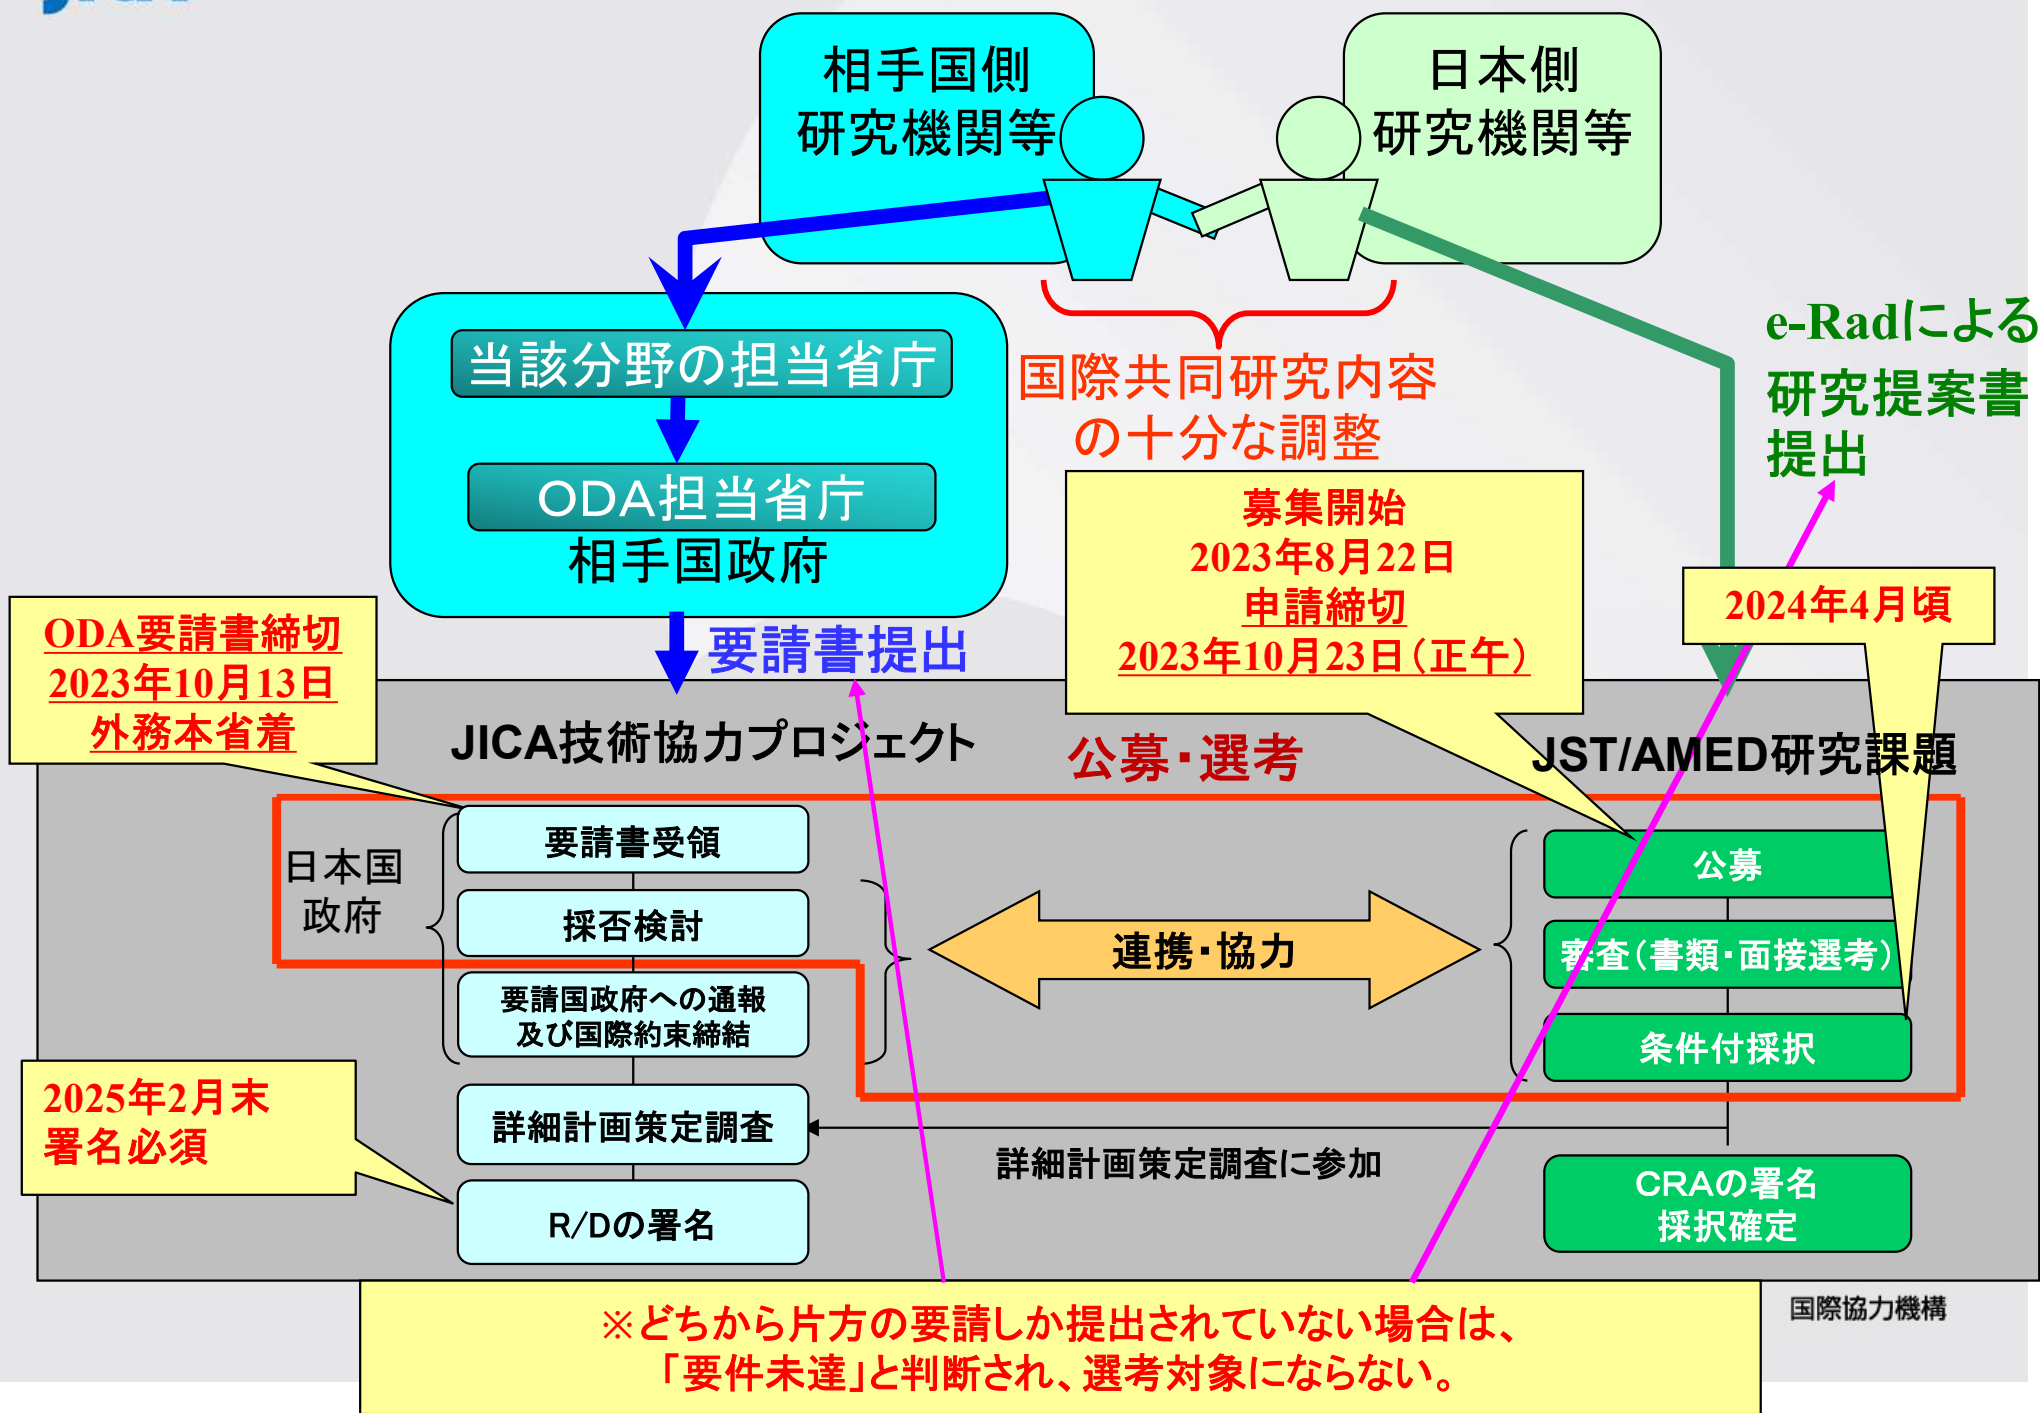 相手国側
研究機関等
日本側
研究機関等
e-Radによる
研究提案書
提出
国際共同研究内容
の十分な調整
当該分野の担当省庁
ODA担当省庁
相手国政府
募集開始
2023年8月22日
申請締切
2023年10月23日(正午)
2024年4月頃
ODA要請書締切
2023年10月13日
外務本省着
要請書提出
JICA技術協力プロジェクト
公募・選考
JST/AMED研究課題
日本国
政府
要請書受領
採否検討
要請国政府への通報
及び国際約束締結
詳細計画策定調査
R/Dの署名
連携・協力
公募
審査(書類・面接選考)
条件付採択
詳細計画策定調査に参加
CRAの署名
採択確定
2025年2月末
署名必須
国際協力機構
※どちから片方の要請しか提出されていない場合は、
「要件未達」と判断され、選考対象にならない。